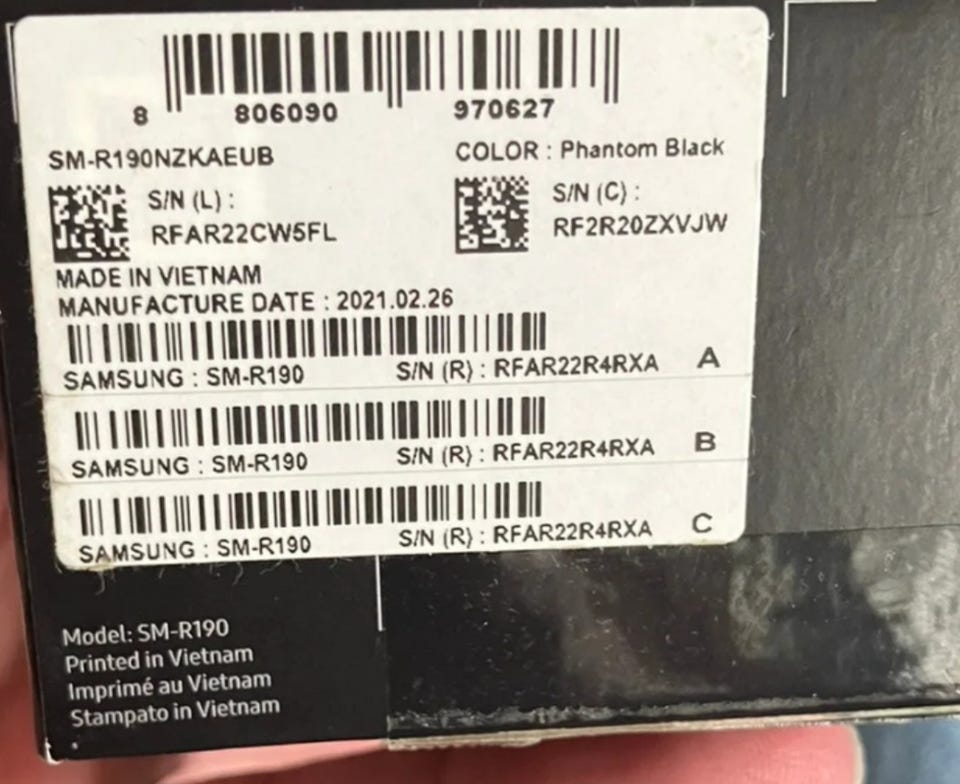 8 806090 970627
SM-R190NZKAEUB COLOR : Phantom Black
S/N (L) : S/N (C) :
RFAR22CW5FL RF2R20ZXVJW
MADE IN VIETNAM
MANUFACTURE DATE : 2021.02.26
SAMSUNG : SM-R190 S/N (R) : RFAR22R4RXA A
SAMSUNG : SM-R190 S/N (R) : RFAR22R4RXA B
SAMSUNG : SM-R190 S/N (R) : RFAR22R4RXA C
Model: SM-R190
Printed in Vietnam
Imprimé au Vietnam
Stampato in Vietnam